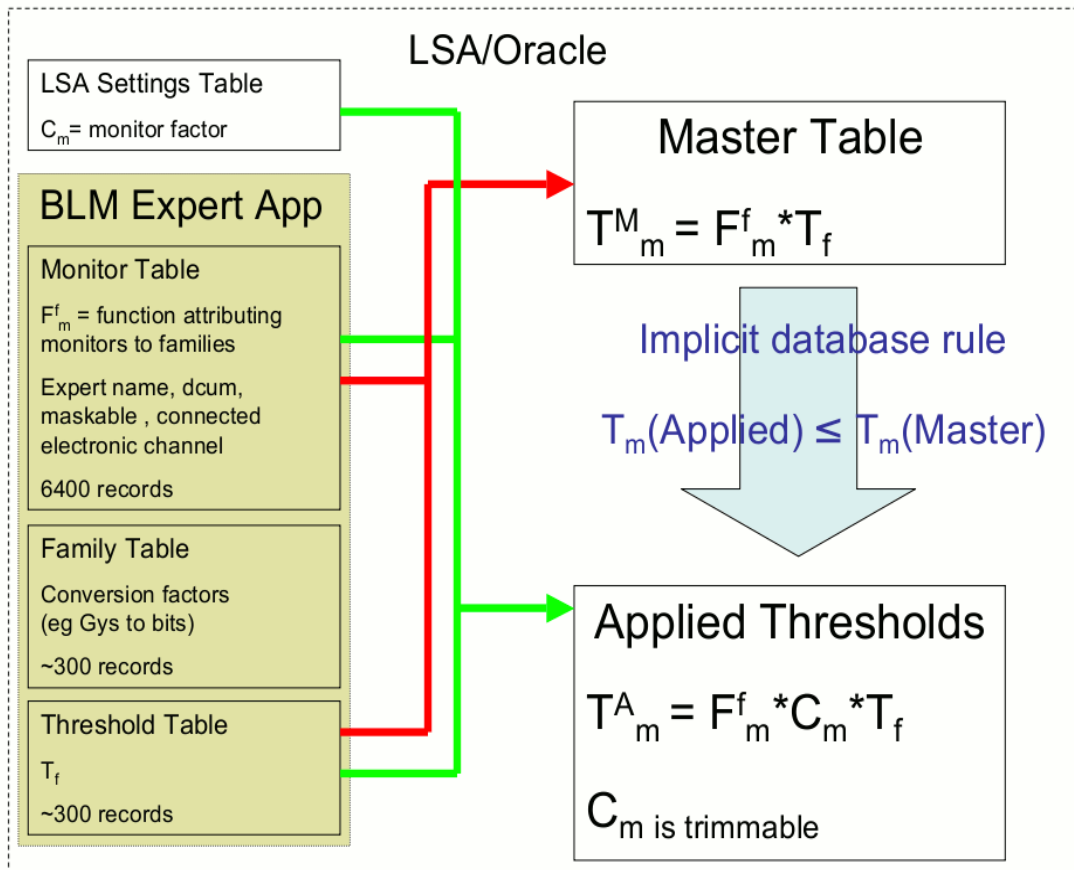 LSA/Oracle
LSA Settings Table
Cm= monitor factor
BLM Expert App
Monitor Table
Ffm = function attributing
monitors to families
Expert name, dcum,
maskable , connected
electronic channel
6400 records
Family Table
Conversion factors
(eg Gys to bits)
~300 records
Threshold Table
Tf
~300 records
Master Table
TMm = Ffm*Tf
Implicit database rule
Tm(Applied) ≤ Tm(Master)
Applied Thresholds
TAm = Ffm*Cm*Tf
Cm is trimmable